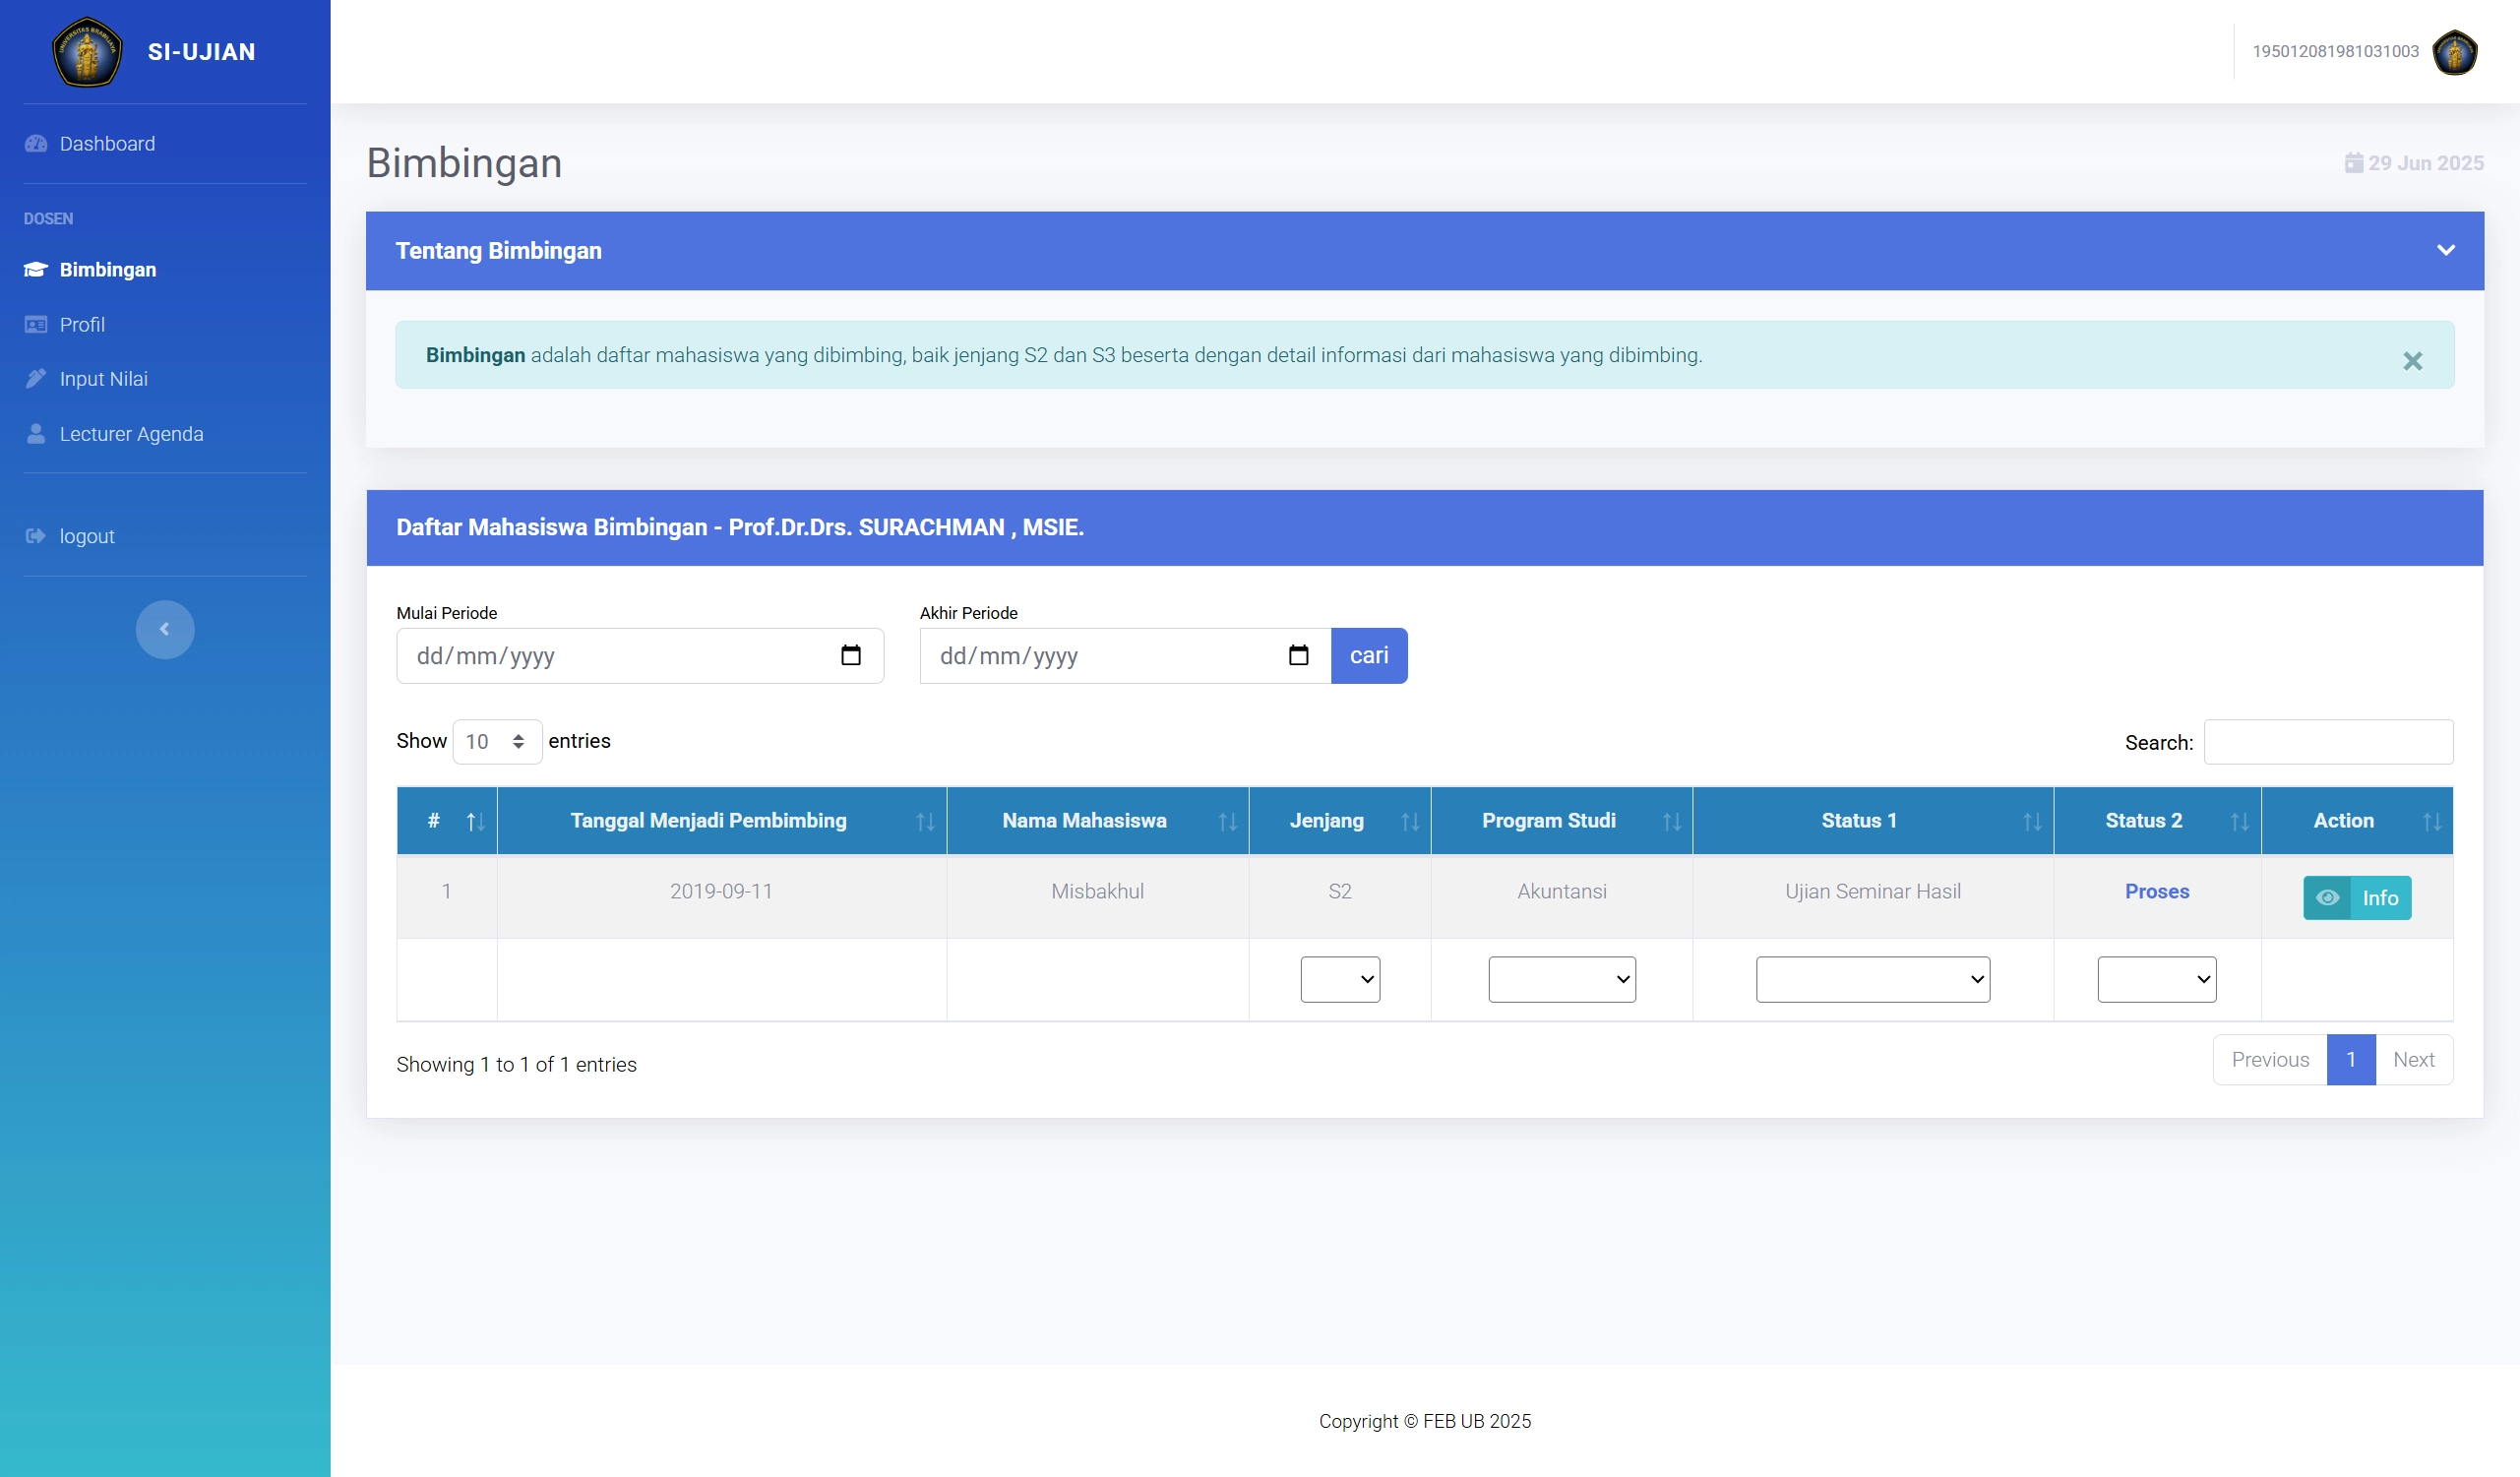 UNIVERSITAS BRAWIJAYA
SI-UJIAN
195012081981031003
Dashboard
DOSEN
Bimbingan
Profil
Input Nilai
Lecturer Agenda
logout
Bimbingan
29 Jun 2025
Tentang Bimbingan
Bimbingan adalah daftar mahasiswa yang dibimbing, baik jenjang S2 dan S3 beserta dengan detail informasi dari mahasiswa yang dibimbing.
Daftar Mahasiswa Bimbingan - Prof.Dr.Drs. SURACHMAN , MSIE.
Mulai Periode Akhir Periode
dd/mm/yyyy dd/mm/yyyy cari
Show 10 entries Search:
# Tanggal Menjadi Pembimbing Nama Mahasiswa Jenjang Program Studi Status 1 Status 2 Action
1 2019-09-11 Misbakhul S2 Akuntansi Ujian Seminar Hasil Proses Info
Showing 1 to 1 of 1 entries Previous 1 Next
Copyright © FEB UB 2025